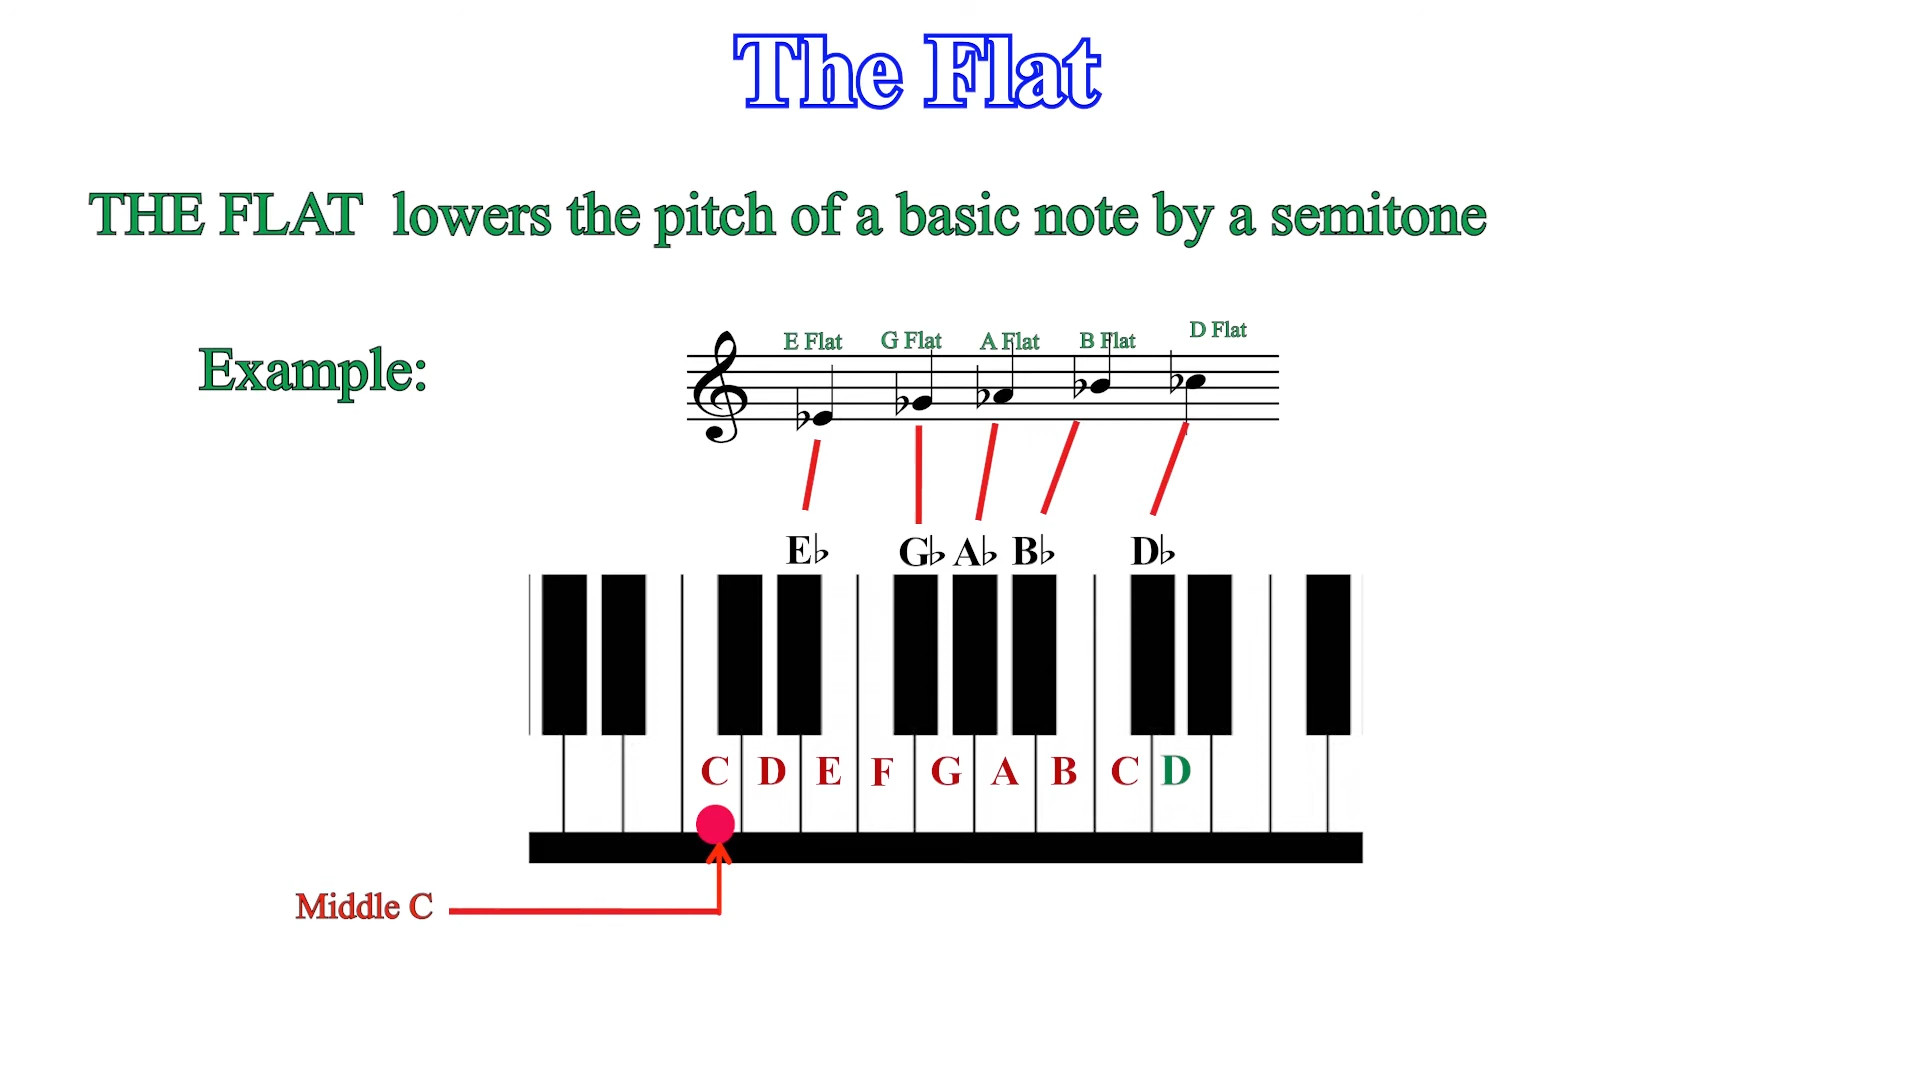 The Flat
THE FLAT lowers the pitch of a basic note by a semitone
Example:
E Flat G Flat A Flat B Flat D Flat
E♭ G♭ A♭ B♭ D♭
C D E F G A B C D
Middle C